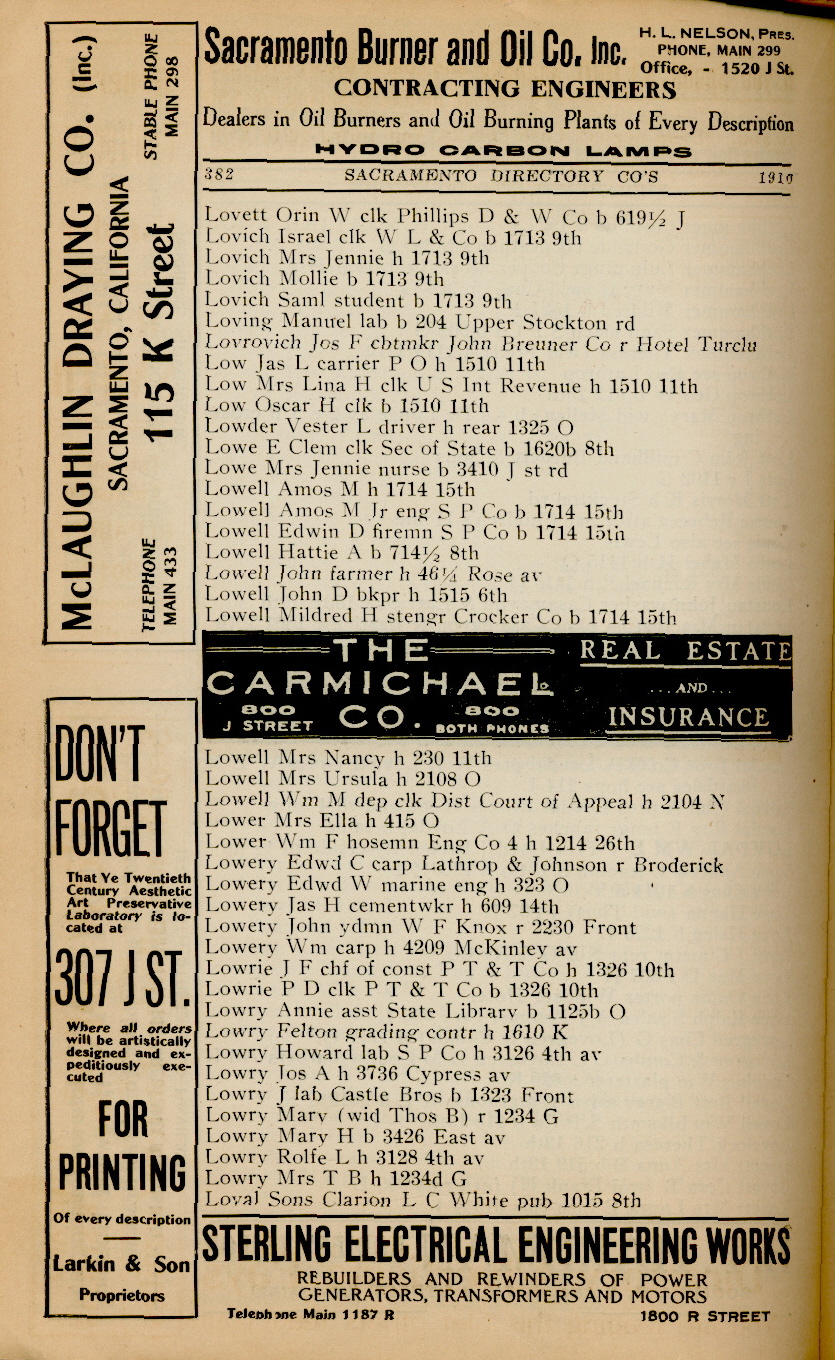 Sacramento Burner and Oil Co. Inc.
H. L. NELSON, PRES.
PHONE, MAIN 299
Office, - 1520 J St.
CONTRACTING ENGINEERS
Dealers in Oil Burners and Oil Burning Plants of Every Description
HYDRO CARBON LAMPS
382 SACRAMENTO DIRECTORY CO'S 1910
McLAUGHLIN DRAYING CO. (Inc.)
SACRAMENTO, CALIFORNIA
TELEPHONE MAIN 433
115 K Street
STABLE PHONE MAIN 298
Lovett Orin W clk Phillips D & W Co b 619½ J
Lovich Israel clk W L & Co b 1713 9th
Lovich Mrs Jennie h 1713 9th
Lovich Mollie b 1713 9th
Lovich Saml student b 1713 9th
Loving Manuel lab b 204 Upper Stockton rd
Lovrovich Jos F cbtmkr John Breuner Co r Hotel Turclu
Low Jas L carrier P O h 1510 11th
Low Mrs Lina H clk U S Int Revenue h 1510 11th
Low Oscar H clk b 1510 11th
Lowder Vester L driver h rear 1325 O
Lowe E Clem clk Sec of State b 1620b 8th
Lowe Mrs Jennie nurse b 3410 J st rd
Lowell Amos M h 1714 15th
Lowell Amos M Jr eng S P Co b 1714 15th
Lowell Edwin D firemn S P Co b 1714 15th
Lowell Hattie A b 714½ 8th
Lowell John farmer h 46¼ Rose av
Lowell John D bkpr h 1515 6th
Lowell Mildred H stengr Crocker Co b 1714 15th
THE
CARMICHAEL
CO.
800
J STREET
800
BOTH PHONES
REAL ESTATE
...AND...
INSURANCE
Lowell Mrs Nancy h 230 11th
Lowell Mrs Ursula h 2108 O
Lowell Wm M dep clk Dist Court of Appeal h 2104 N
Lower Mrs Ella h 415 O
Lower Wm F hosemn Eng Co 4 h 1214 26th
Lowery Edwd C carp Lathrop & Johnson r Broderick
Lowery Edwd W marine eng h 323 O
Lowery Jas H cementwkr h 609 14th
Lowery John ydmn W F Knox r 2230 Front
Lowery Wm carp h 4209 McKinley av
Lowrie J F chf of const P T & T Co h 1326 10th
Lowrie P D clk P T & T Co b 1326 10th
Lowry Annie asst State Library b 1125b O
Lowry Felton grading contr h 1610 K
Lowry Howard lab S P Co h 3126 4th av
Lowry Jos A h 3736 Cypress av
Lowry J lab Castle Bros b 1323 Front
Lowry Mary (wid Thos B) r 1234 G
Lowry Mary H b 3426 East av
Lowry Rolfe L h 3128 4th av
Lowry Mrs T B h 1234d G
Loyal Sons Clarion L C White pub 1015 8th
DON'T
FORGET
That Ye Twentieth
Century Aesthetic
Art Preservative
Laboratory is lo-
cated at
307 J ST.
Where all orders
will be artistically
designed and ex-
peditiously exe-
cuted
FOR
PRINTING
Of every description
Larkin & Son
Proprietors
STERLING ELECTRICAL ENGINEERING WORKS
REBUILDERS AND REWINDERS OF POWER
GENERATORS, TRANSFORMERS AND MOTORS
Telephone Main 1187 R 1800 R STREET